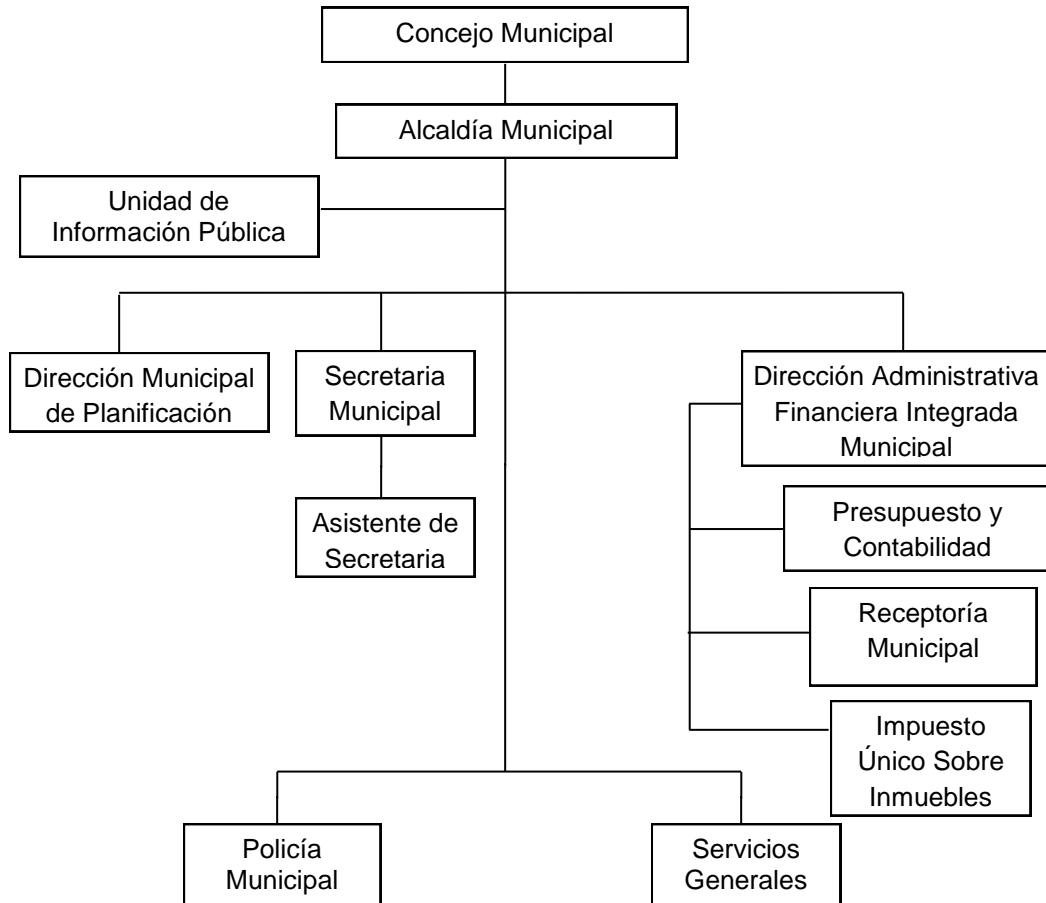 Concejo Municipal
Alcaldía Municipal
Unidad de
Información Pública
Dirección Municipal
de Planificación
Secretaria
Municipal
Dirección Administrativa
Financiera Integrada
Municipal
Asistente de
Secretaria
Presupuesto y
Contabilidad
Receptoría
Municipal
Impuesto
Único Sobre
Inmuebles
Policía
Municipal
Servicios
Generales